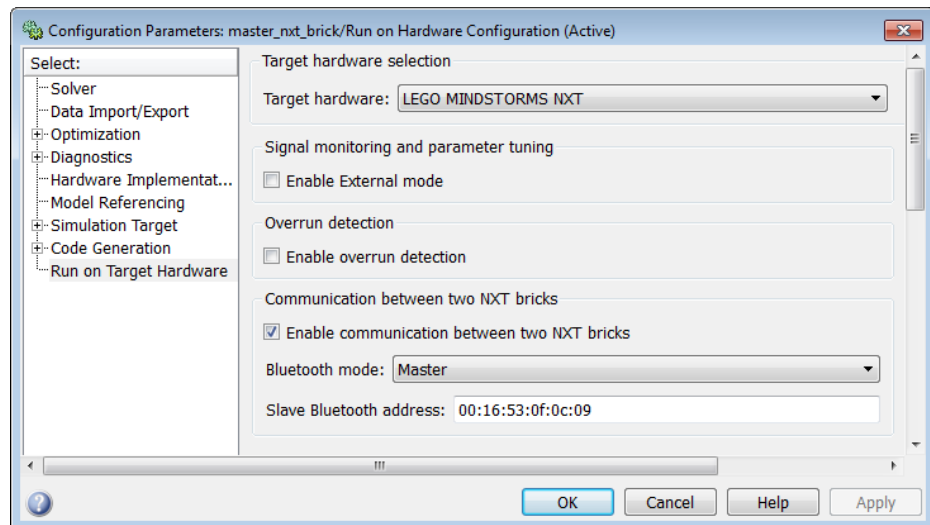 Configuration Parameters: master_nxt_brick/Run on Hardware Configuration (Active)
Select:
Solver
Data Import/Export
Optimization
Diagnostics
Hardware Implementat...
Model Referencing
Simulation Target
Code Generation
Run on Target Hardware
Target hardware selection
Target hardware: LEGO MINDSTORMS NXT
Signal monitoring and parameter tuning
Enable External mode
Overrun detection
Enable overrun detection
Communication between two NXT bricks
Enable communication between two NXT bricks
Bluetooth mode: Master
Slave Bluetooth address: 00:16:53:0f:0c:09
OK Cancel Help Apply